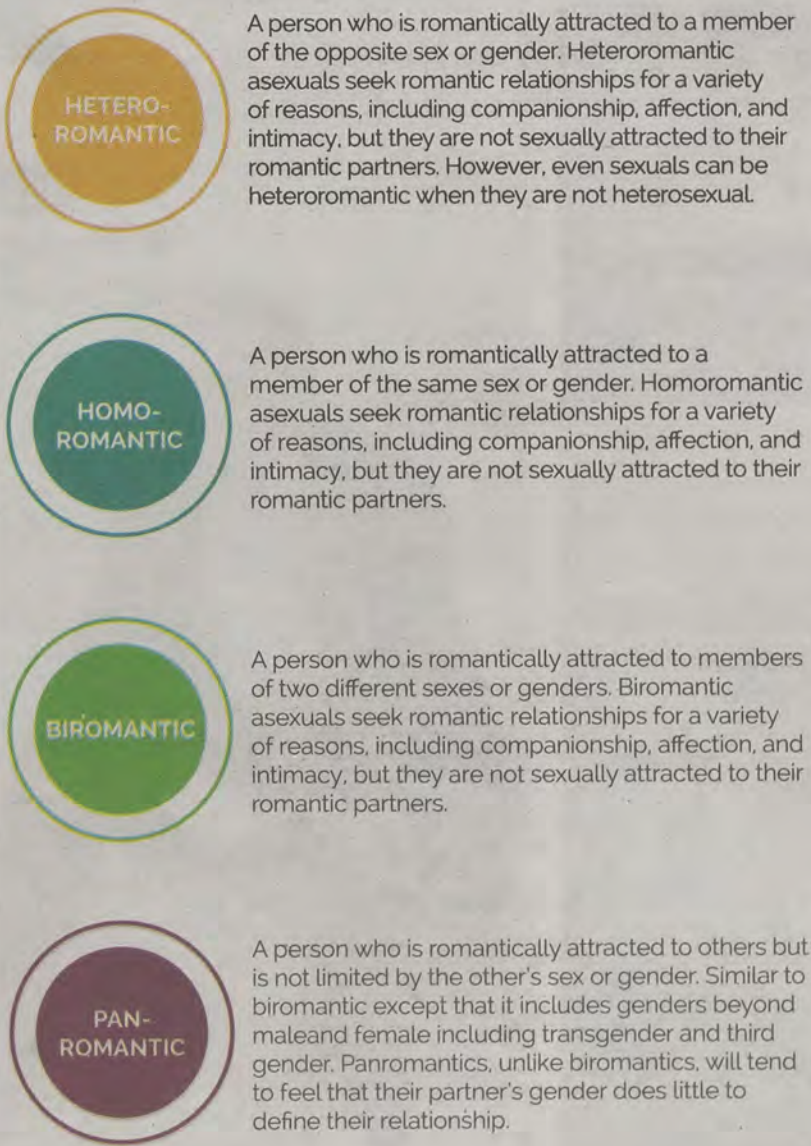 HETERO-
ROMANTIC
A person who is romantically attracted to a member
of the opposite sex or gender. Heteroromantic
asexuals seek romantic relationships for a variety
of reasons, including companionship, affection, and
intimacy, but they are not sexually attracted to their
romantic partners. However, even sexuals can be
heteroromantic when they are not heterosexual.
HOMO-
ROMANTIC
A person who is romantically attracted to a
member of the same sex or gender. Homoromantic
asexuals seek romantic relationships for a variety
of reasons, including companionship, affection, and
intimacy, but they are not sexually attracted to their
romantic partners.
BIROMANTIC
A person who is romantically attracted to members
of two different sexes or genders. Biromantic
asexuals seek romantic relationships for a variety
of reasons, including companionship, affection, and
intimacy, but they are not sexually attracted to their
romantic partners.
PAN-
ROMANTIC
A person who is romantically attracted to others but
is not limited by the other's sex or gender. Similar to
biromantic except that it includes genders beyond
maleand female including transgender and third
gender. Panromantics, unlike biromantics, will tend
to feel that their partner's gender does little to
define their relationship.